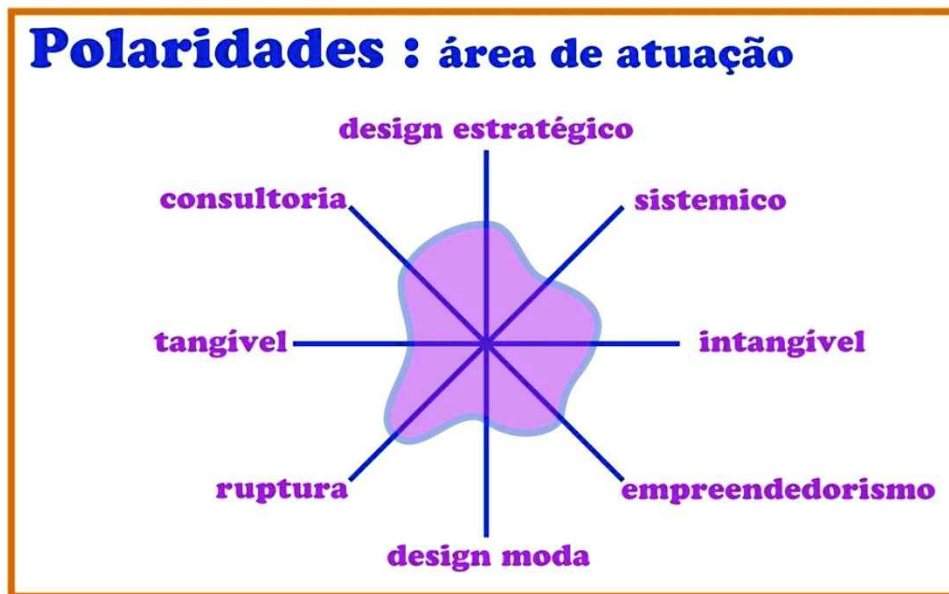 Polaridades : área de atuação
design estratégico
consultoria
sistemico
tangível
intangível
ruptura
empreendedorismo
design moda